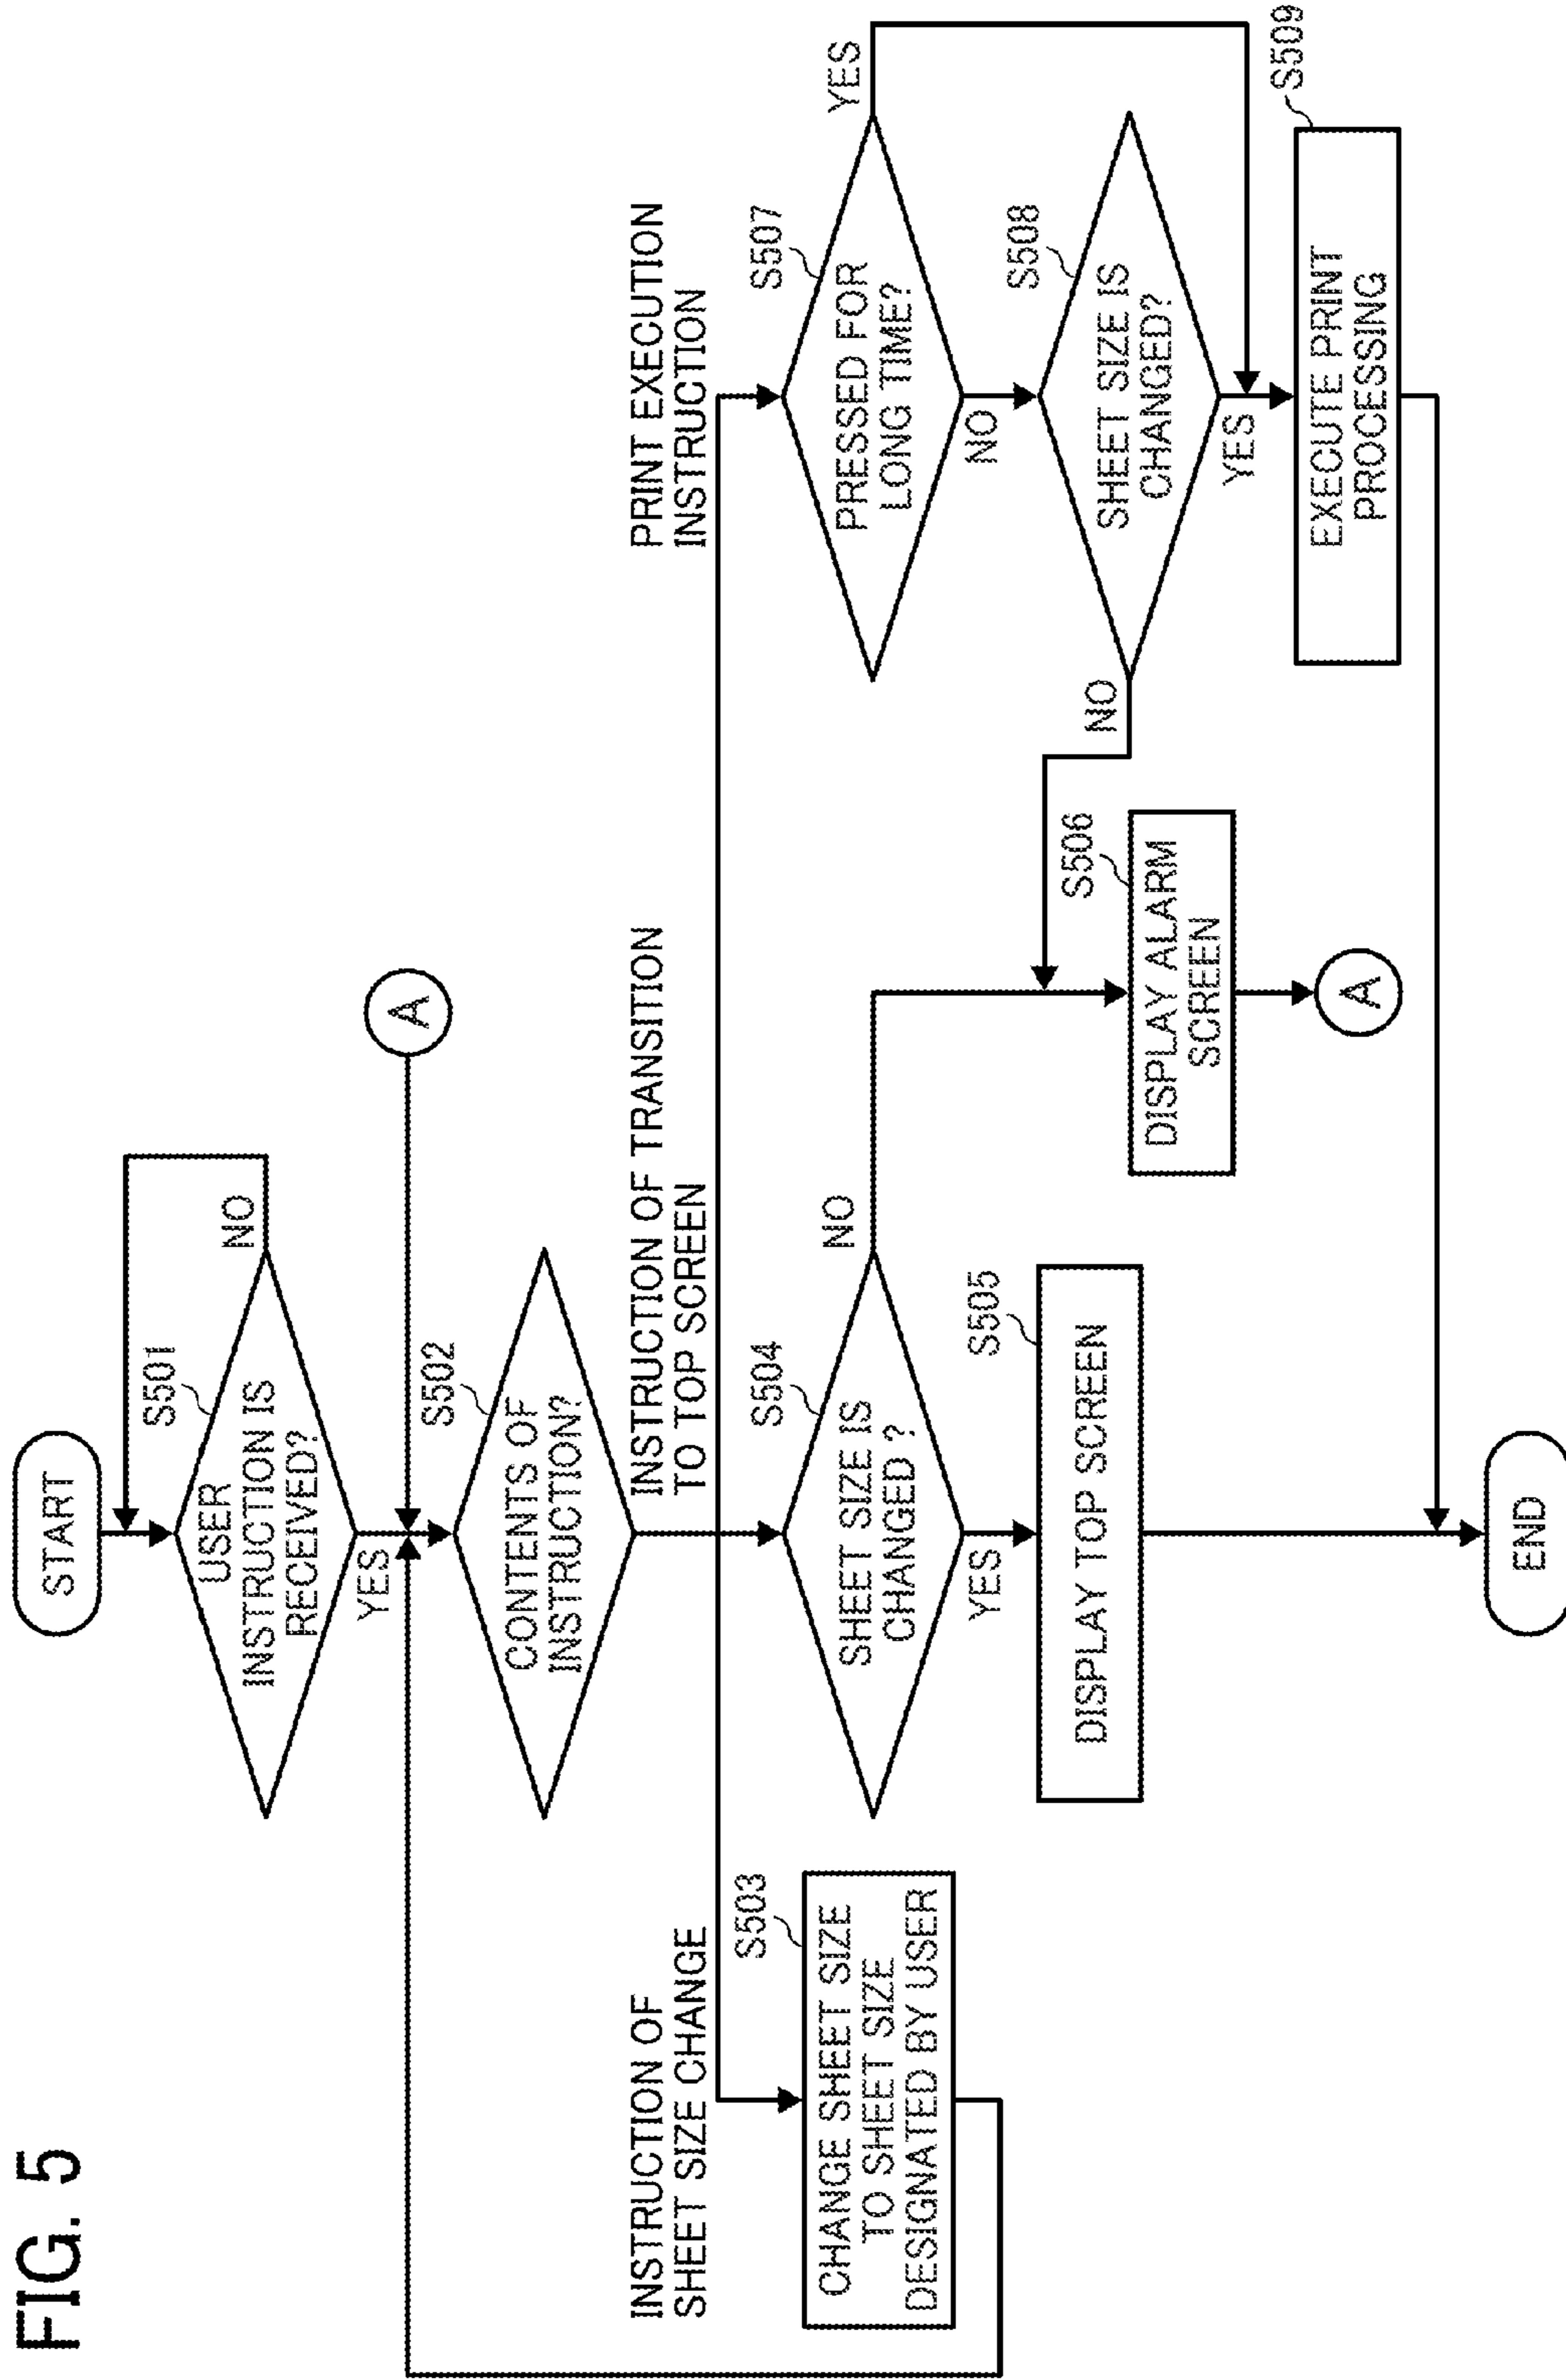 FIG. 5
START
S501
USER
INSTRUCTION IS
RECEIVED?
NO
YES
A
S502
CONTENTS OF
INSTRUCTION?
INSTRUCTION OF
SHEET SIZE CHANGE
INSTRUCTION OF TRANSITION
TO TOP SCREEN
PRINT EXECUTION
INSTRUCTION
S503
CHANGE SHEET SIZE
TO SHEET SIZE
DESIGNATED BY USER
S504
SHEET SIZE IS
CHANGED ?
NO
YES
S505
DISPLAY TOP SCREEN
S506
DISPLAY ALARM
SCREEN
A
S507
PRESSED FOR
LONG TIME?
YES
NO
S508
SHEET SIZE IS
CHANGED?
NO
YES
S509
EXECUTE PRINT
PROCESSING
END